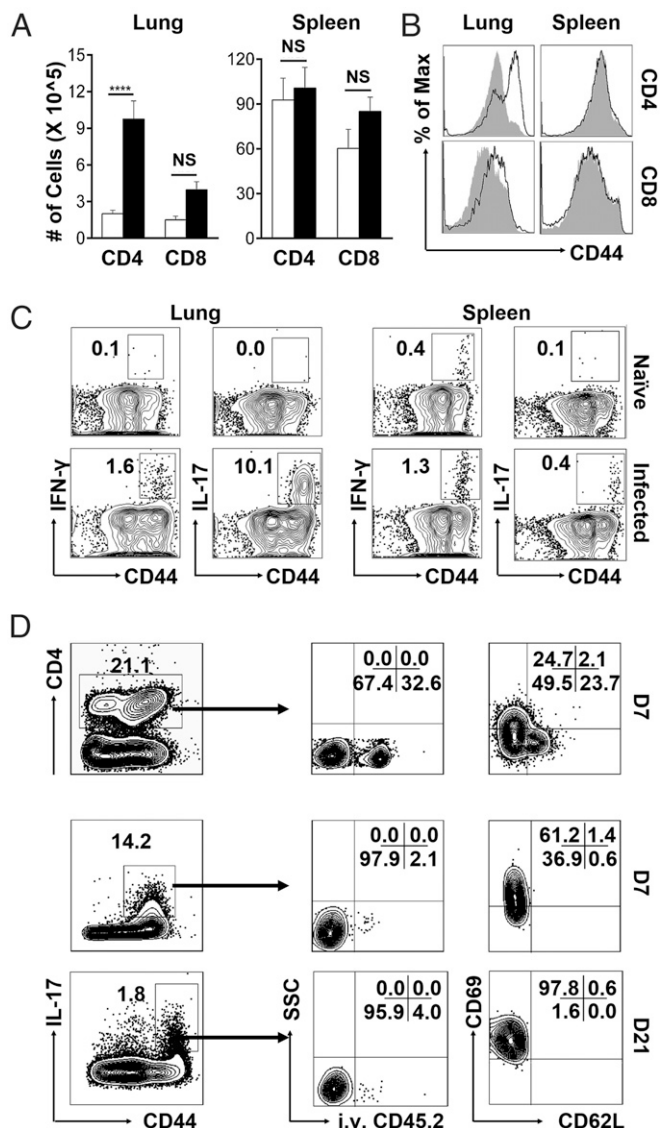 A
Lung
Spleen
# of Cells (X 10^5)
15
12
9
6
3
0
****
NS
CD4
CD8
120
90
60
30
0
NS
NS
CD4
CD8
B
Lung
Spleen
% of Max
CD4
CD8
CD44
C
Lung
Spleen
0.1
0.0
0.4
0.1
Naïve
1.6
10.1
1.3
0.4
Infected
IFN-γ
IL-17
IFN-γ
IL-17
CD44
CD44
CD44
CD44
D
CD4
21.1
0.0 0.0
67.4 32.6
24.7 2.1
49.5 23.7
D7
14.2
0.0 0.0
97.9 2.1
61.2 1.4
36.9 0.6
D7
IL-17
1.8
SSC
0.0 0.0
95.9 4.0
CD69
97.8 0.6
1.6 0.0
D21
CD44
i.v. CD45.2
CD62L